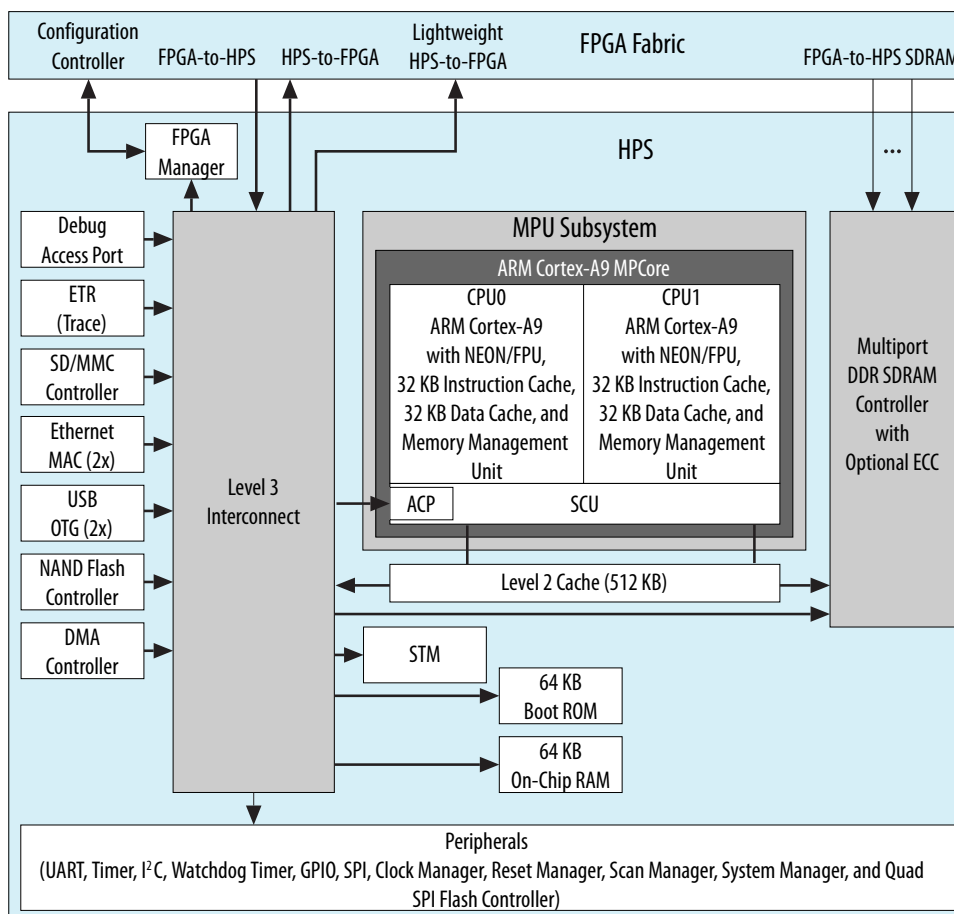 Configuration
Controller
FPGA-to-HPS
HPS-to-FPGA
Lightweight
HPS-to-FPGA
FPGA Fabric
FPGA-to-HPS SDRAM
FPGA
Manager
HPS
...
Debug
Access Port
ETR
(Trace)
SD/MMC
Controller
Ethernet
MAC (2x)
USB
OTG (2x)
NAND Flash
Controller
DMA
Controller
Level 3
Interconnect
MPU Subsystem
ARM Cortex-A9 MPCore
CPU0
ARM Cortex-A9
with NEON/FPU,
32 KB Instruction Cache,
32 KB Data Cache, and
Memory Management
Unit
CPU1
ARM Cortex-A9
with NEON/FPU,
32 KB Instruction Cache,
32 KB Data Cache, and
Memory Management
Unit
ACP
SCU
Level 2 Cache (512 KB)
Multiport
DDR SDRAM
Controller
with
Optional ECC
STM
64 KB
Boot ROM
64 KB
On-Chip RAM
Peripherals
(UART, Timer, I²C, Watchdog Timer, GPIO, SPI, Clock Manager, Reset Manager, Scan Manager, System Manager, and Quad
SPI Flash Controller)